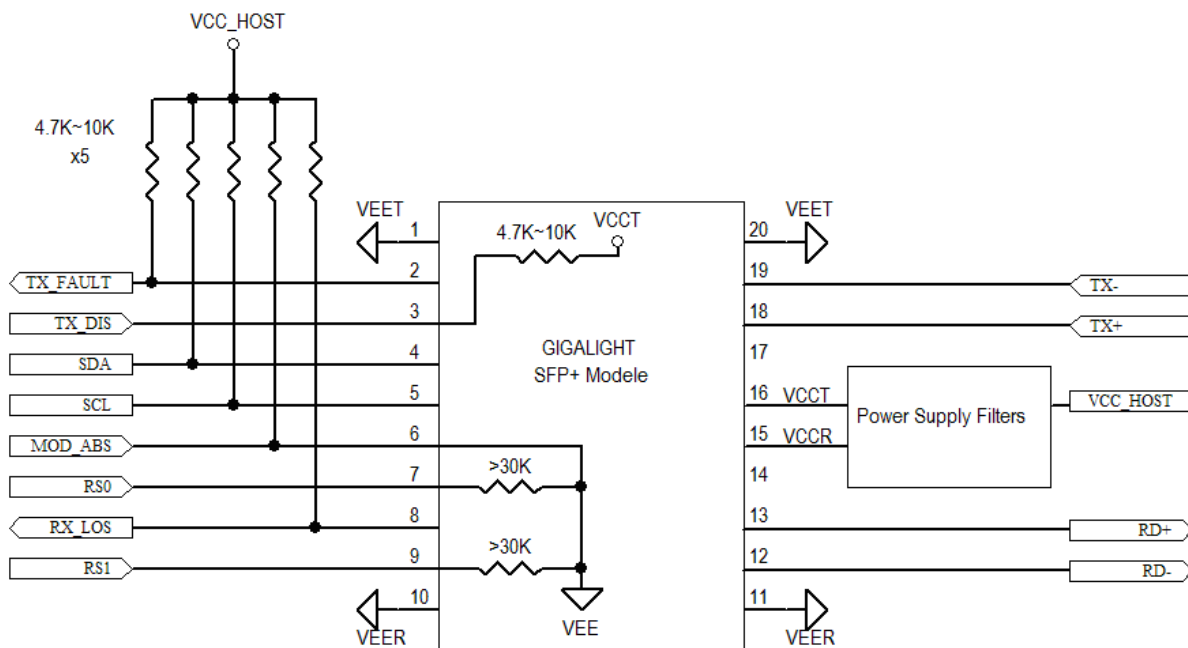 VCC_HOST
4.7K~10K
x5
VEET
1
4.7K~10K
VCCT
20
VEET
TX_FAULT
2
19
TX-
TX_DIS
3
18
TX+
SDA
4
GIGALIGHT
SFP+ Modele
17
SCL
5
16
VCCT
Power Supply Filters
VCC_HOST
MOD_ABS
6
15
VCCR
RS0
7
>30K
14
RX_LOS
8
13
RD+
RS1
9
>30K
12
RD-
10
VEER
VEE
11
VEER